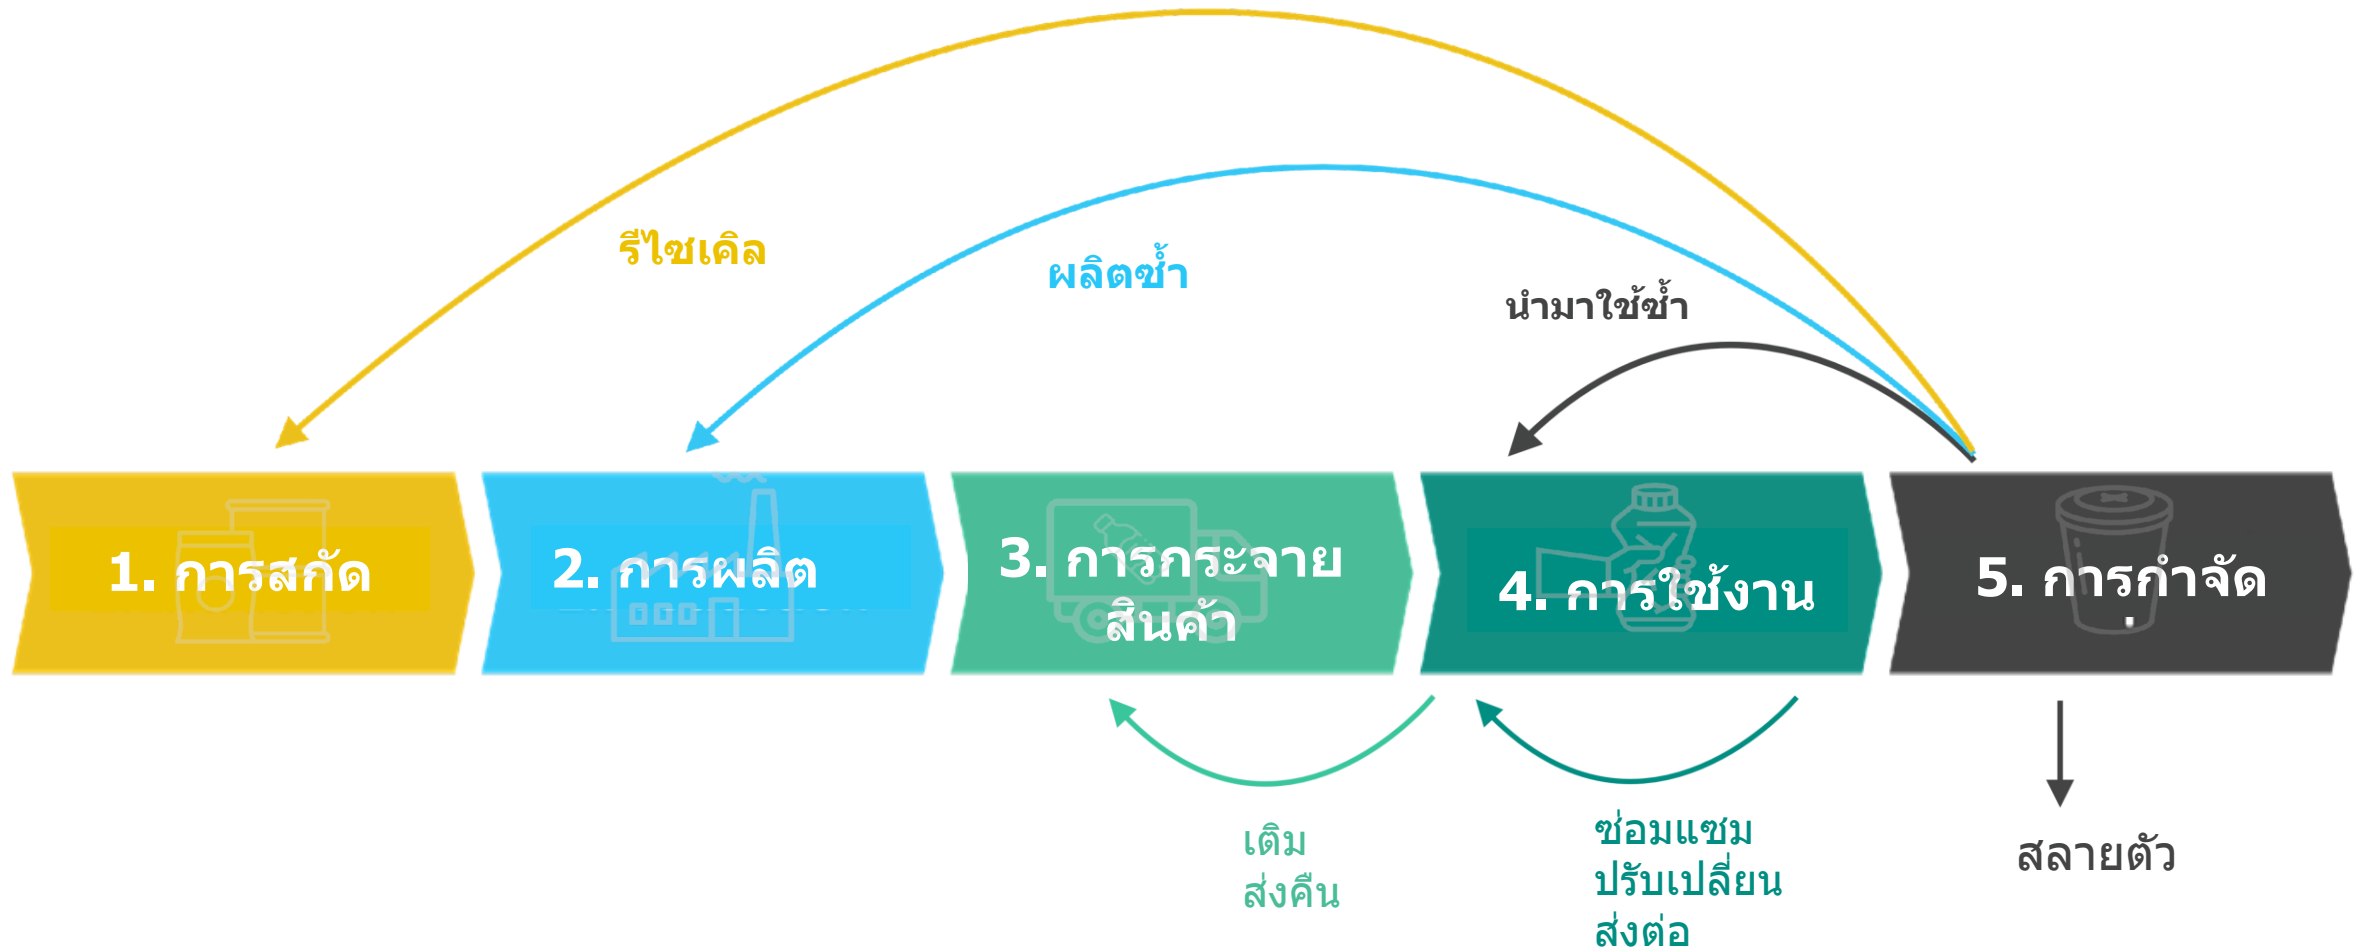 รีไซเคิล
ผลิตซ้ำ
นำมาใช้ซ้ำ
1. การสกัด
2. การผลิต
3. การกระจาย
สินค้า
4. การใช้งาน
5. การกำจัด
เติม
ส่งคืน
ซ่อมแซม
ปรับเปลี่ยน
ส่งต่อ
สลายตัว